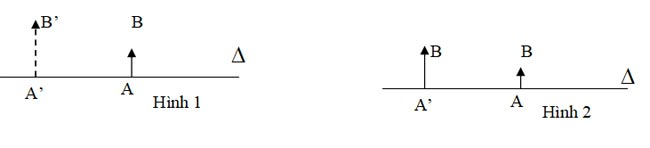 B’ B Δ
A’ A Hình 1
B B Δ
A’ A Hình 2